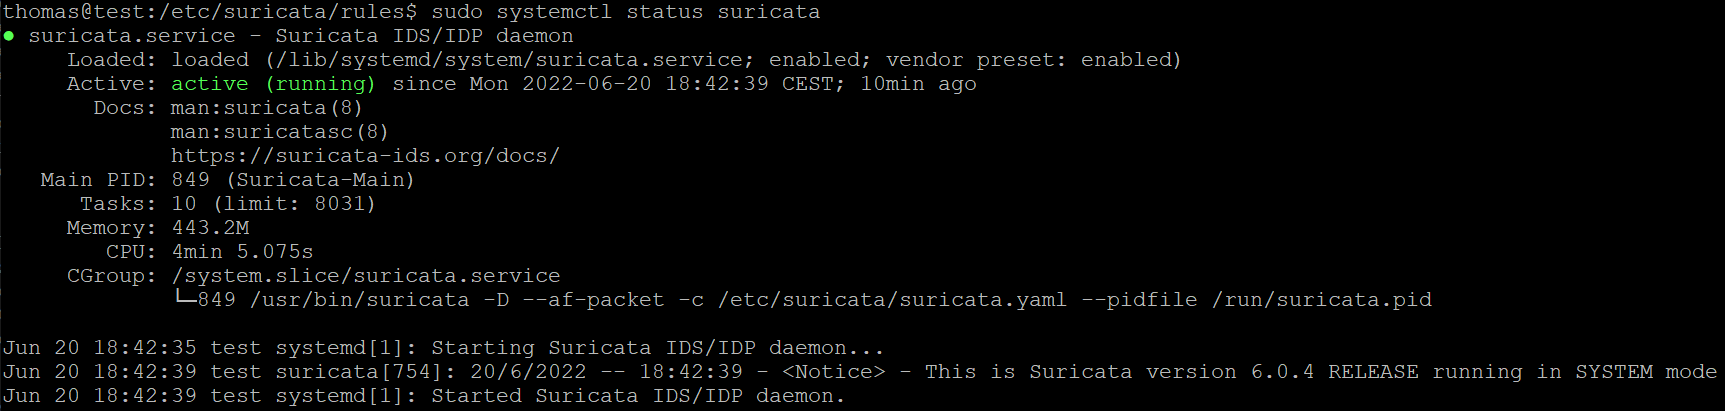 thomas@test:/etc/suricata/rules$ sudo systemctl status suricata
● suricata.service - Suricata IDS/IDP daemon
     Loaded: loaded (/lib/systemd/system/suricata.service; enabled; vendor preset: enabled)
     Active: active (running) since Mon 2022-06-20 18:42:39 CEST; 10min ago
       Docs: man:suricata(8)
             man:suricatasc(8)
             https://suricata-ids.org/docs/
   Main PID: 849 (Suricata-Main)
      Tasks: 10 (limit: 8031)
     Memory: 443.2M
        CPU: 4min 5.075s
     CGroup: /system.slice/suricata.service
             └─849 /usr/bin/suricata -D --af-packet -c /etc/suricata/suricata.yaml --pidfile /run/suricata.pid

Jun 20 18:42:35 test systemd[1]: Starting Suricata IDS/IDP daemon...
Jun 20 18:42:39 test suricata[754]: 20/6/2022 -- 18:42:39 - <Notice> - This is Suricata version 6.0.4 RELEASE running in SYSTEM mode
Jun 20 18:42:39 test systemd[1]: Started Suricata IDS/IDP daemon.